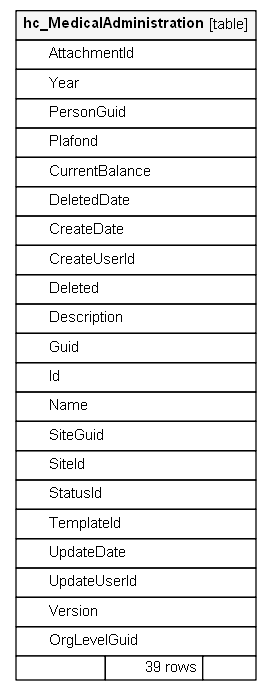 hc_MedicalAdministration [table]
AttachmentId
Year
PersonGuid
Plafond
CurrentBalance
DeletedDate
CreateDate
CreateUserId
Deleted
Description
Guid
Id
Name
SiteGuid
SiteId
StatusId
TemplateId
UpdateDate
UpdateUserId
Version
OrgLevelGuid
39 rows